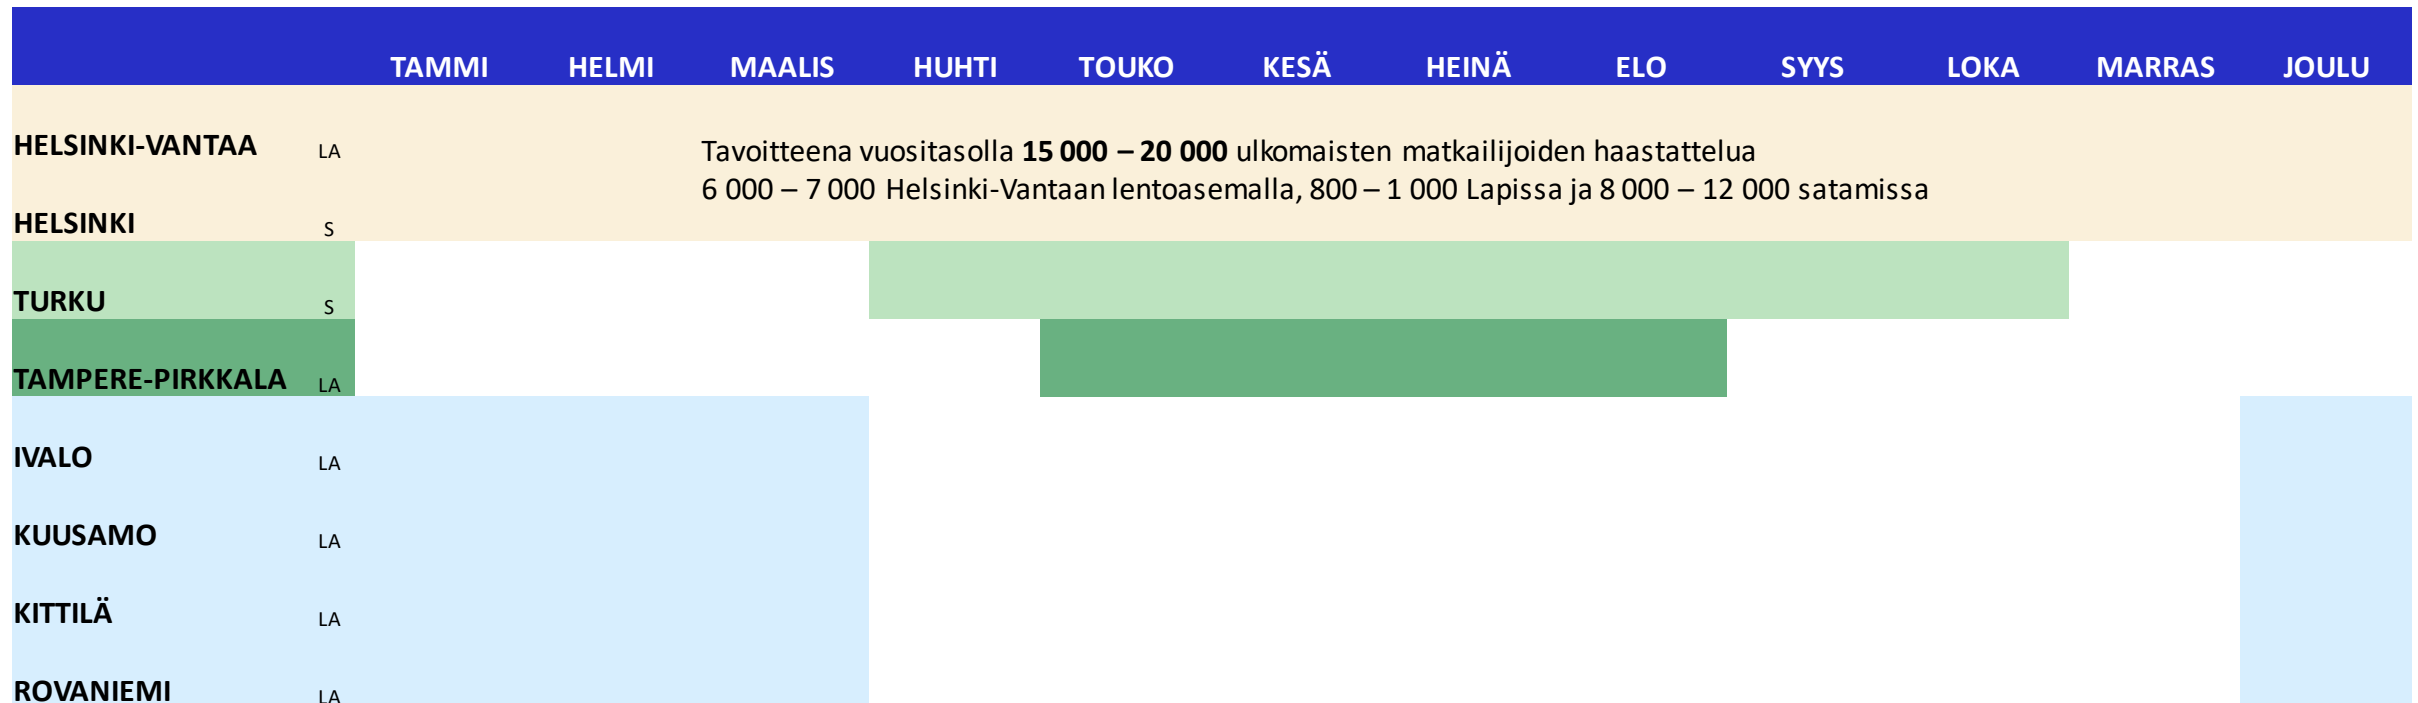 TAMMI HELMI MAALIS HUHTI TOUKO KESÄ HEINÄ ELO SYYS LOKA MARRAS JOULU
HELSINKI-VANTAA LA
Tavoitteena vuositasolla 15 000 – 20 000 ulkomaisten matkailijoiden haastattelua
6 000 – 7 000 Helsinki-Vantaan lentoasemalla, 800 – 1 000 Lapissa ja 8 000 – 12 000 satamissa
HELSINKI S
TURKU S
TAMPERE-PIRKKALA LA
IVALO LA
KUUSAMO LA
KITTILÄ LA
ROVANIEMI LA